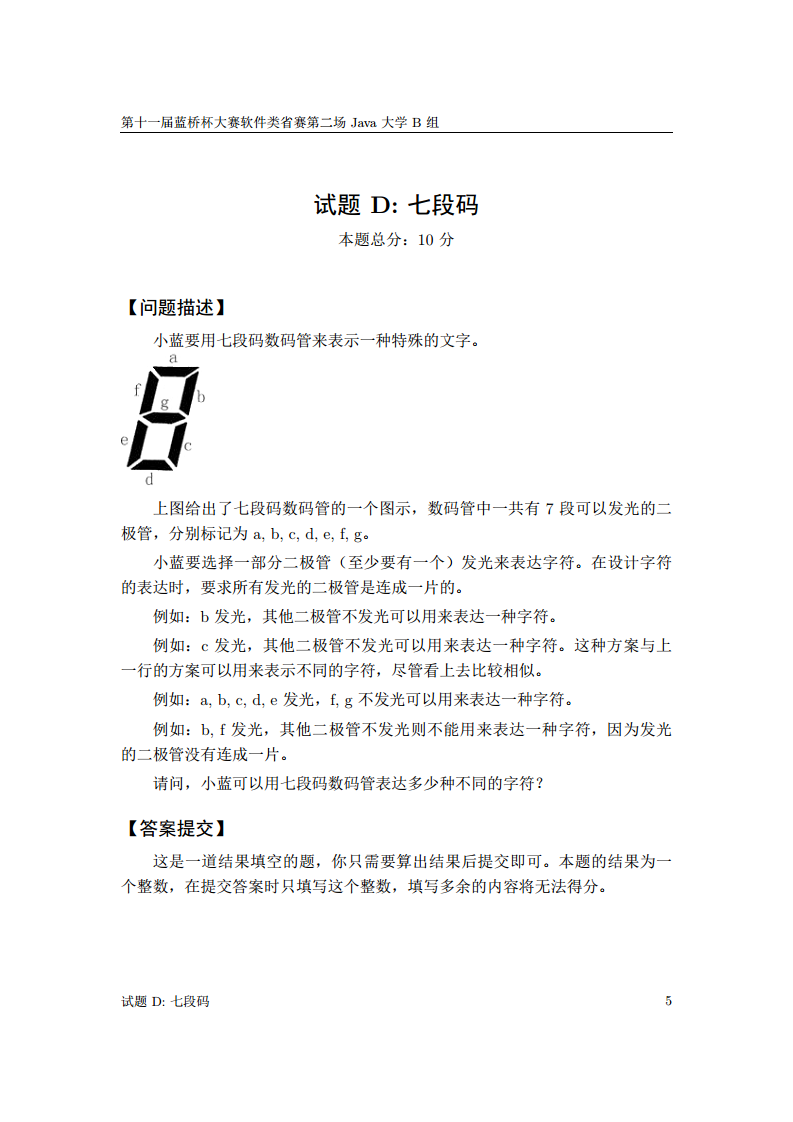 第十一届蓝桥杯大赛软件类省赛第二场 Java 大学 B 组
试题 D: 七段码
本题总分：10 分
【问题描述】
小蓝要用七段码数码管来表示一种特殊的文字。
a
f
b
g
e
c
d
上图给出了七段码数码管的一个图示，数码管中一共有 7 段可以发光的二
极管，分别标记为 a, b, c, d, e, f, g。
小蓝要选择一部分二极管（至少要有一个）发光来表达字符。在设计字符
的表达时，要求所有发光的二极管是连成一片的。
例如：b 发光，其他二极管不发光可以用来表达一种字符。
例如：c 发光，其他二极管不发光可以用来表达一种字符。这种方案与上
一行的方案可以用来表示不同的字符，尽管看上去比较相似。
例如：a, b, c, d, e 发光，f, g 不发光可以用来表达一种字符。
例如：b, f 发光，其他二极管不发光则不能用来表达一种字符，因为发光
的二极管没有连成一片。
请问，小蓝可以用七段码数码管表达多少种不同的字符？
【答案提交】
这是一道结果填空的题，你只需要算出结果后提交即可。本题的结果为一
个整数，在提交答案时只填写这个整数，填写多余的内容将无法得分。
试题 D: 七段码
5